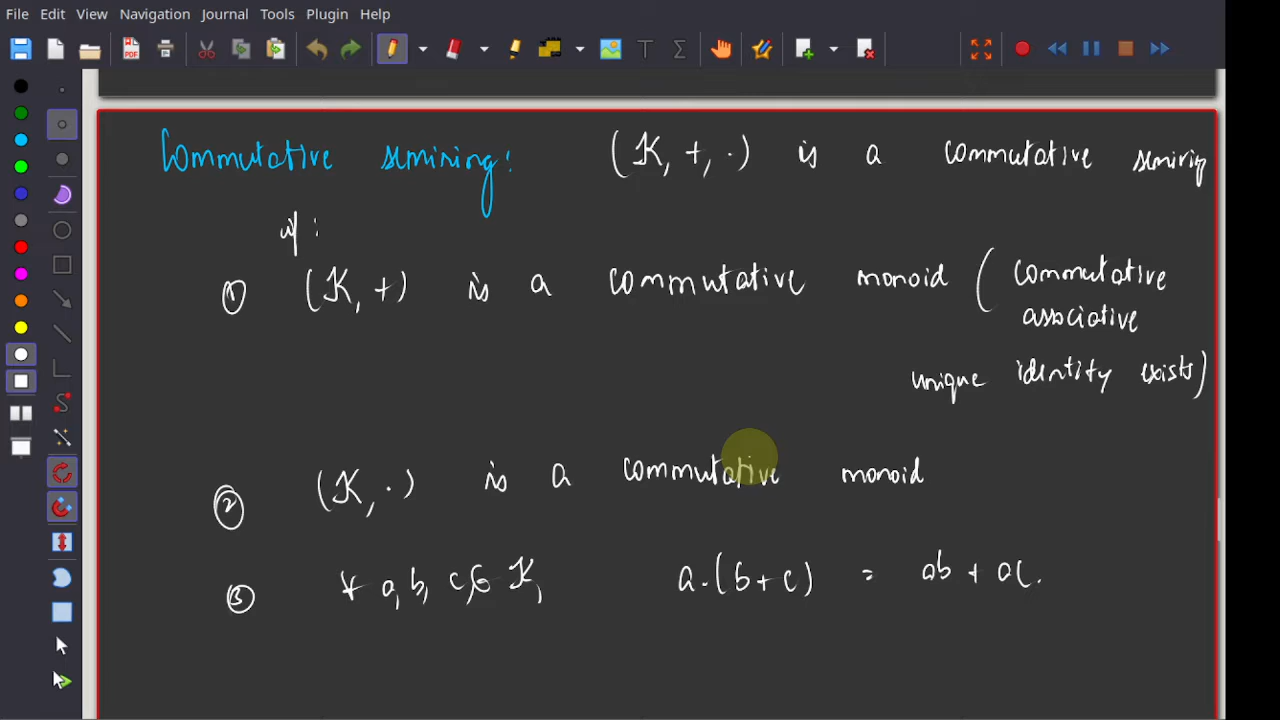 File Edit View Navigation Journal Tools Plugin Help
PDF
T Σ
Commutative semiring: (K, +, ·) is a commutative semiring
if :
① (K, +) is a commutative monoid ( commutative
associative
unique identity exists)
② (K, ·) is a commutative monoid
③ ∀ a, b, c ∈ K, a·(b+c) = ab + ac.